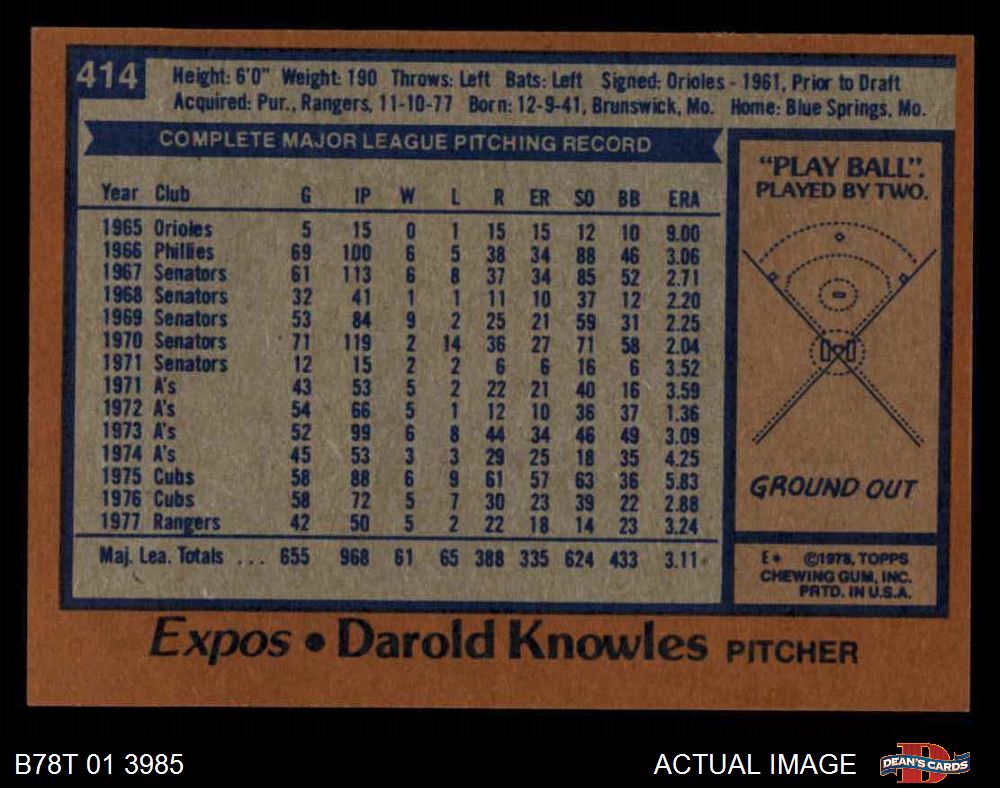 414
Height: 6'0" Weight: 190 Throws: Left Bats: Left Signed: Orioles - 1961, Prior to Draft
Acquired: Pur., Rangers, 11-10-77 Born: 12-9-41, Brunswick, Mo. Home: Blue Springs, Mo.
COMPLETE MAJOR LEAGUE PITCHING RECORD
Year Club G IP W L R ER SO BB ERA
1965 Orioles 5 15 0 1 15 15 12 10 9.00
1966 Phillies 69 100 6 5 38 34 88 46 3.06
1967 Senators 61 113 6 8 37 34 85 52 2.71
1968 Senators 32 41 1 1 11 10 37 12 2.20
1969 Senators 53 84 9 2 25 21 59 31 2.25
1970 Senators 71 119 2 14 36 27 71 58 2.04
1971 Senators 12 15 2 2 6 6 16 6 3.52
1971 A's 43 53 5 2 22 21 40 16 3.59
1972 A's 54 66 5 1 12 10 36 37 1.36
1973 A's 52 99 6 8 44 34 46 49 3.09
1974 A's 45 53 3 3 29 25 18 35 4.25
1975 Cubs 58 88 6 9 61 57 63 36 5.83
1976 Cubs 58 72 5 7 30 23 39 22 2.88
1977 Rangers 42 50 5 2 22 18 14 23 3.24
Maj. Lea. Totals ... 655 968 61 65 388 335 624 433 3.11
"PLAY BALL".
PLAYED BY TWO.
GROUND OUT
E* ©1978, TOPPS
CHEWING GUM, INC.
PRTD. IN U.S.A.
Expos • Darold Knowles PITCHER
B78T 01 3985
ACTUAL IMAGE
D
DEAN'S CARDS